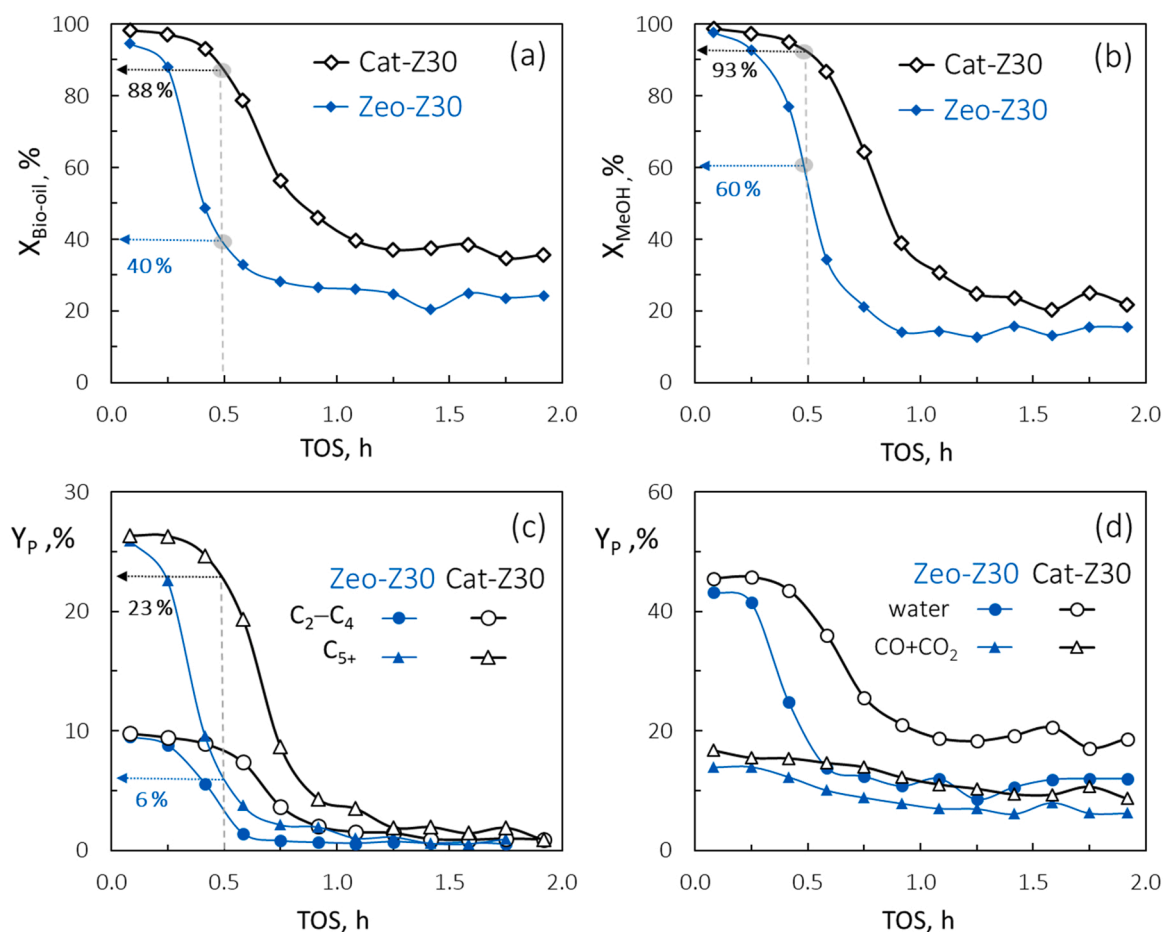 (a)
X Bio-oil, %
100
80
60
40
20
0
Cat-Z30
Zeo-Z30
88 %
40 %
0.0 0.5 1.0 1.5 2.0
TOS, h
(b)
X MeOH, %
100
80
60
40
20
0
Cat-Z30
Zeo-Z30
93 %
60 %
0.0 0.5 1.0 1.5 2.0
TOS, h
(c)
Y P ,%
30
20
10
0
Zeo-Z30 Cat-Z30
C₂–C₄
C₅₊
23 %
6 %
0.0 0.5 1.0 1.5 2.0
TOS, h
(d)
Y P ,%
60
40
20
0
Zeo-Z30 Cat-Z30
water
CO+CO₂
0.0 0.5 1.0 1.5 2.0
TOS, h